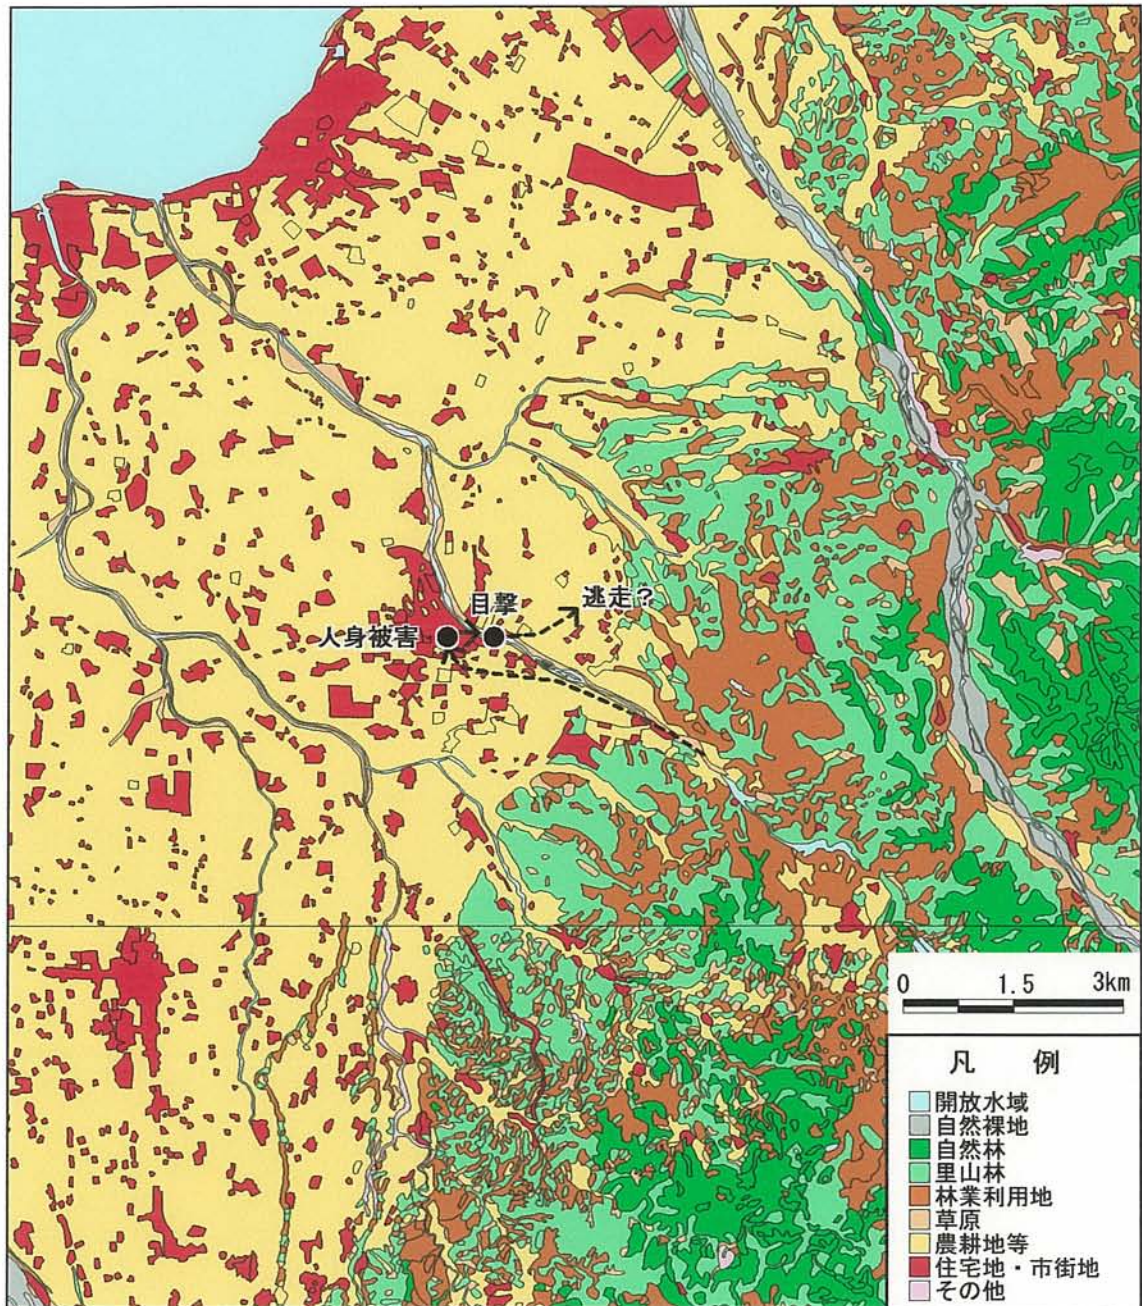 目撃
逃走?
人身被害
0 1.5 3km
凡 例
開放水域
自然裸地
自然林
里山林
林業利用地
草原
農耕地等
住宅地・市街地
その他